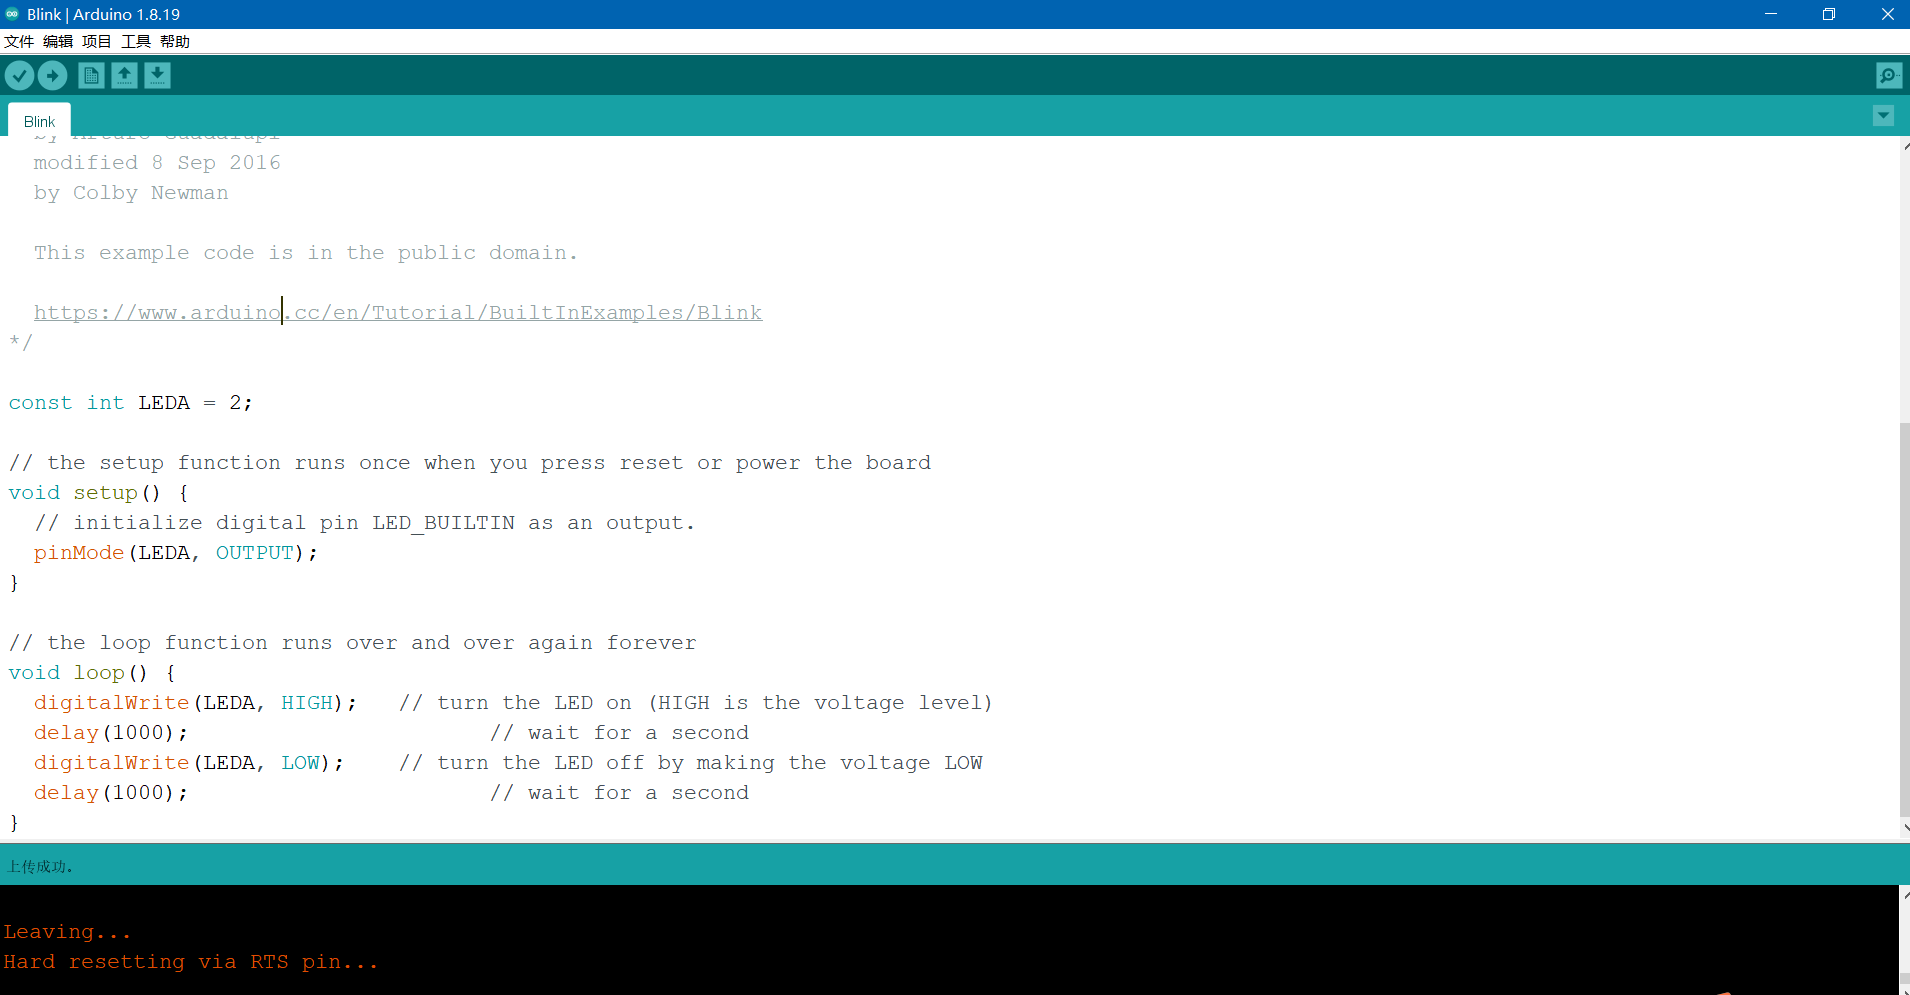 Blink | Arduino 1.8.19
文件 编辑 项目 工具 帮助
Blink
by Arturo Guadalupi
modified 8 Sep 2016
by Colby Newman
This example code is in the public domain.
https://www.arduino.cc/en/Tutorial/BuiltInExamples/Blink
*/
const int LEDA = 2;
// the setup function runs once when you press reset or power the board
void setup() {
// initialize digital pin LED_BUILTIN as an output.
pinMode(LEDA, OUTPUT);
}
// the loop function runs over and over again forever
void loop() {
digitalWrite(LEDA, HIGH);   // turn the LED on (HIGH is the voltage level)
delay(1000);                       // wait for a second
digitalWrite(LEDA, LOW);    // turn the LED off by making the voltage LOW
delay(1000);                       // wait for a second
}
上传成功。
Leaving...
Hard resetting via RTS pin...